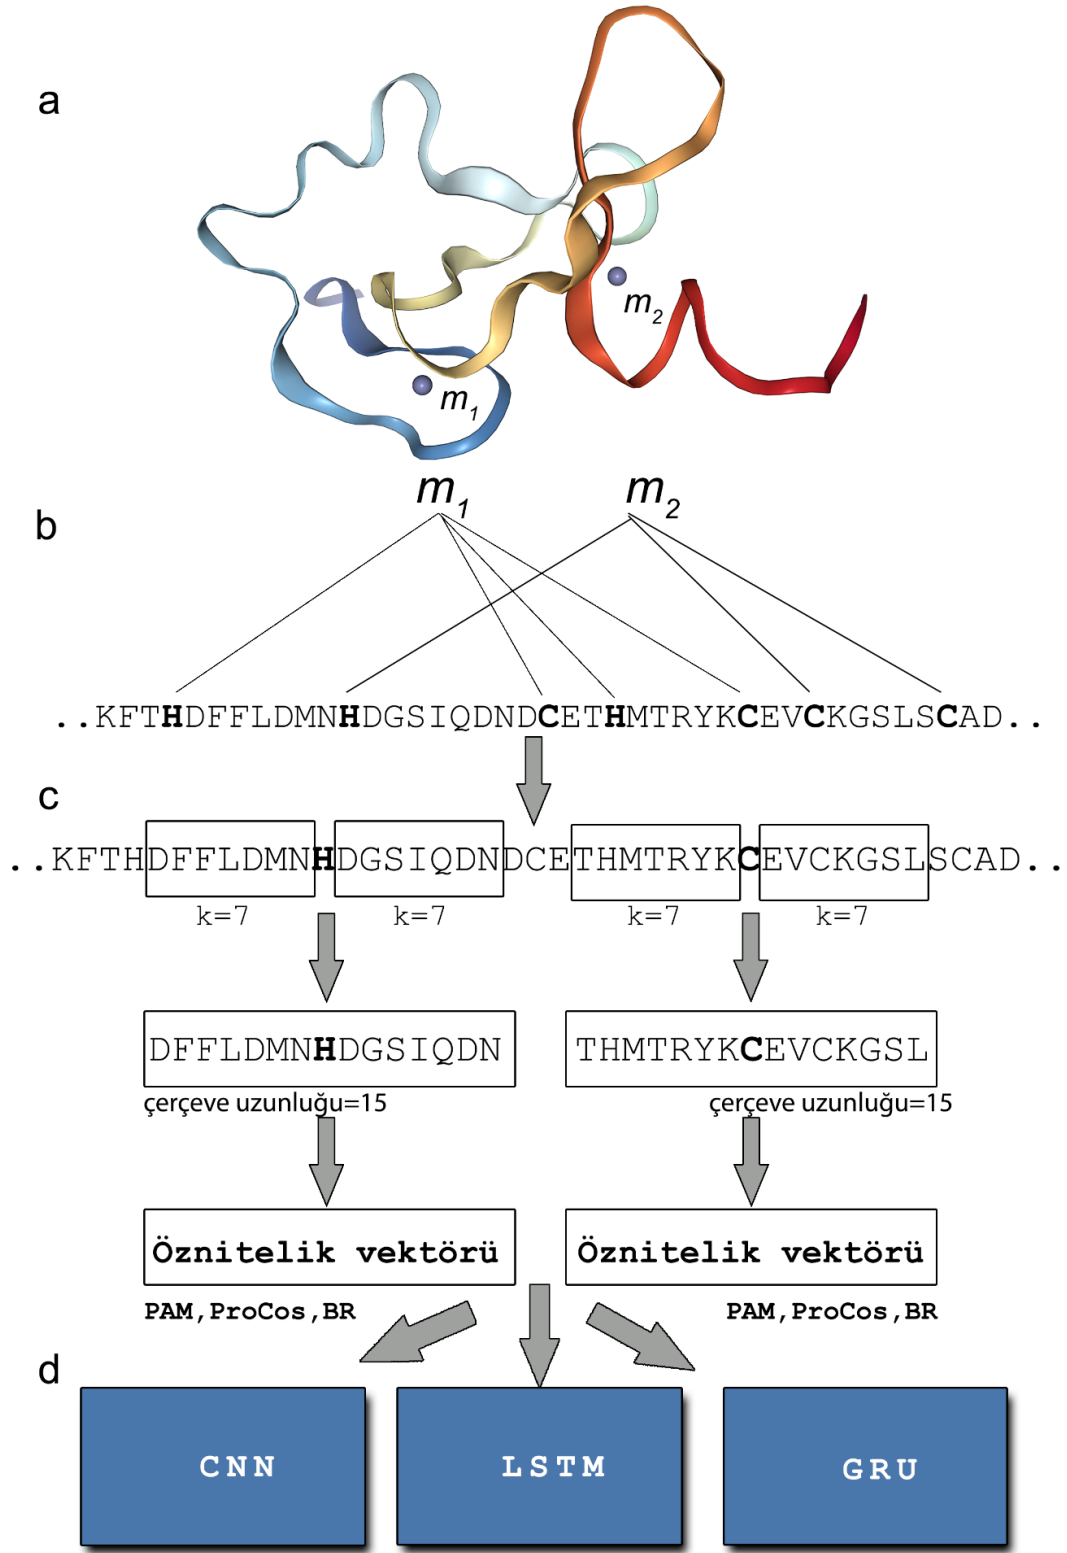 a
m2
m1
m1 m2
b
..KFTHDFFLDMNHDGSIQDNDCETHMTRYKCEVCKGSLSCAD..
c
..KFTHDFFLDMNHDGSIQDNDCETHMTRYKCEVCKGSLSCAD..
k=7 k=7 k=7 k=7
DFFLDMNHDGSIQDN THMTRYKCEVCKGSL
çerçeve uzunluğu=15 çerçeve uzunluğu=15
Öznitelik vektörü Öznitelik vektörü
PAM,ProCos,BR PAM,ProCos,BR
d
CNN LSTM GRU